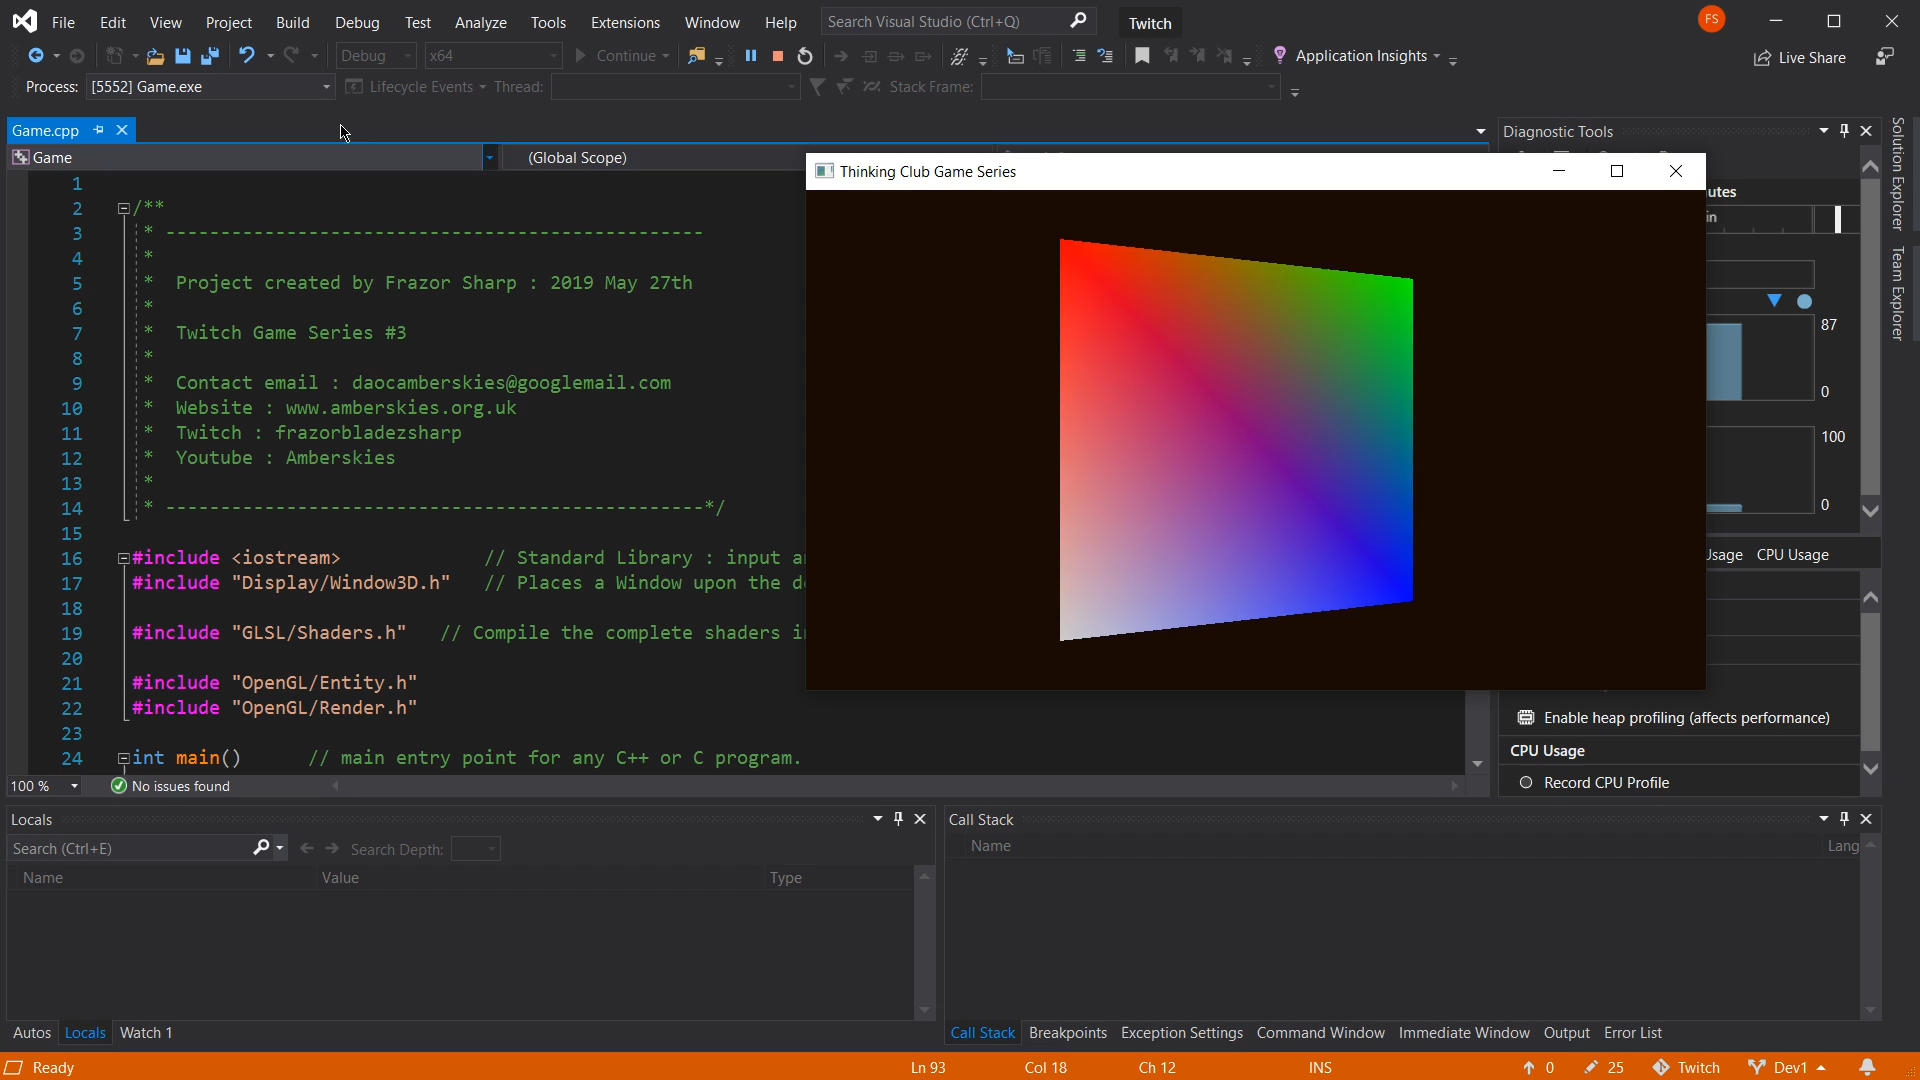 File Edit View Project Build Debug Test Analyze Tools Extensions Window Help Search Visual Studio (Ctrl+Q) Twitch FS
Debug x64 Continue Application Insights Live Share
Process: [5552] Game.exe Lifecycle Events Thread: Stack Frame:
Game.cpp
Game (Global Scope)
1
2 /**
3 * -------------------------------------------------
4 *
5 * Project created by Frazor Sharp : 2019 May 27th
6 *
7 * Twitch Game Series #3
8 *
9 * Contact email : daocamberskies@googlemail.com
10 * Website : www.amberskies.org.uk
11 * Twitch : frazorbladezsharp
12 * Youtube : Amberskies
13 *
14 * -------------------------------------------------*/
15
16 #include <iostream> // Standard Library : input a
17 #include "Display/Window3D.h" // Places a Window upon the d
18
19 #include "GLSL/Shaders.h" // Compile the complete shaders i
20
21 #include "OpenGL/Entity.h"
22 #include "OpenGL/Render.h"
23
24 int main() // main entry point for any C++ or C program.
100 % No issues found
Thinking Club Game Series
Diagnostic Tools
utes
in
87
0
100
0
Usage CPU Usage
Enable heap profiling (affects performance)
CPU Usage
Record CPU Profile
Solution Explorer
Team Explorer
Locals
Search (Ctrl+E) Search Depth:
Name Value Type
Autos Locals Watch 1
Call Stack
Name Lang
Call Stack Breakpoints Exception Settings Command Window Immediate Window Output Error List
Ready Ln 93 Col 18 Ch 12 INS 0 25 Twitch Dev1